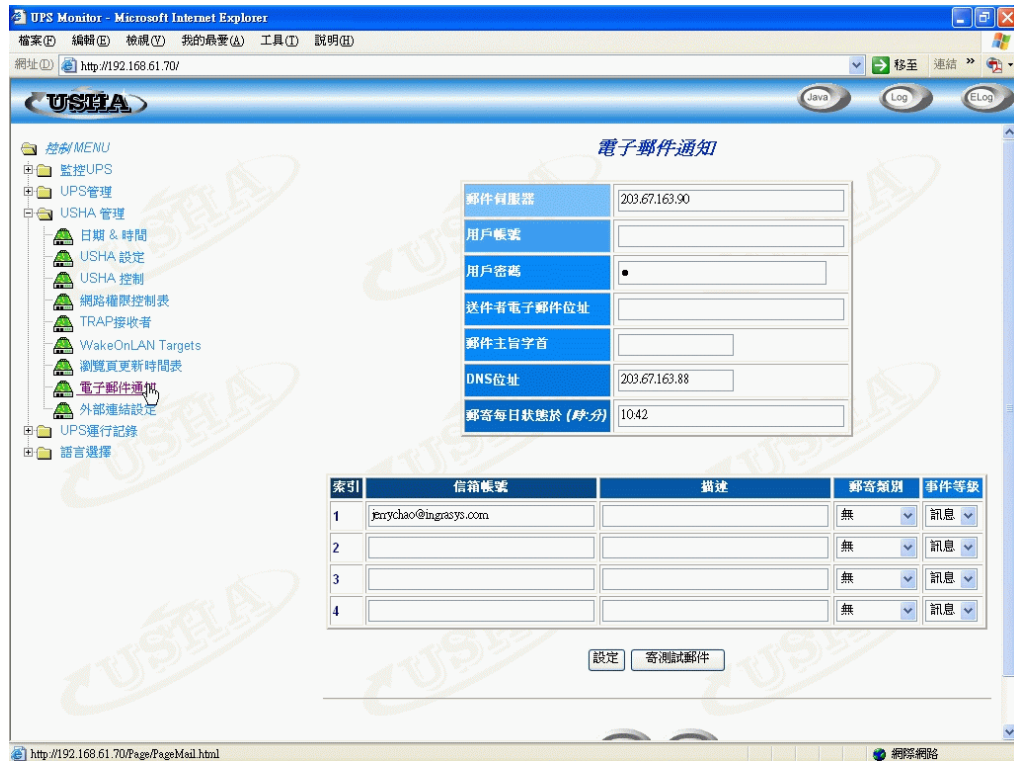 UPS Monitor - Microsoft Internet Explorer
檔案(F) 編輯(E) 檢視(V) 我的最愛(A) 工具(T) 說明(H)
網址(D) http://192.168.61.70/ 移至 連結 »
USHA Java Log ELog
控制MENU
監控UPS
UPS管理
USHA 管理
日期 & 時間
USHA 設定
USHA 控制
網路權限控制表
TRAP接收者
WakeOnLAN Targets
瀏覽頁更新時間表
電子郵件通知
外部連結設定
UPS運行記錄
語言選擇
電子郵件通知
郵件伺服器 203.67.163.90
用戶帳號
用戶密碼 ●
送件者電子郵件位址
郵件主旨字首
DNS位址 203.67.163.88
郵寄每日狀態於 (時:分) 10:42
索引 信箱帳號 描述 郵寄類別 事件等級
1 jerrychao@ingrasys.com 無 訊息
2 無 訊息
3 無 訊息
4 無 訊息
設定 寄測試郵件
http://192.168.61.70/Page/PageMail.html 網際網路